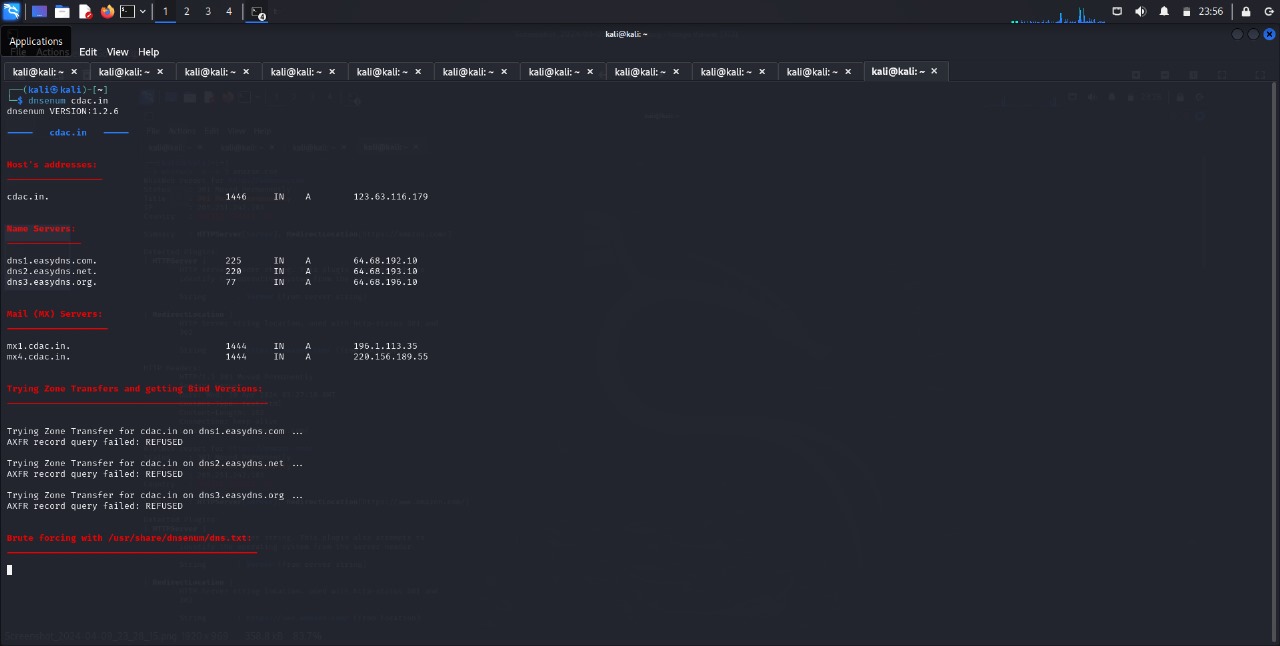 1 2 3 4 4 23:56
Applications
kali@kali: ~
File Actions Edit View Help
kali@kali: ~ × kali@kali: ~ × kali@kali: ~ × kali@kali: ~ × kali@kali: ~ × kali@kali: ~ × kali@kali: ~ × kali@kali: ~ × kali@kali: ~ × kali@kali: ~ × kali@kali: ~ ×
┌──(kali㉿kali)-[~]
└─$ dnsenum cdac.in
dnsenum VERSION:1.2.6
----- cdac.in -----
Host's addresses:
cdac.in. 1446 IN A 123.63.116.179
Name Servers:
dns1.easydns.com. 225 IN A 64.68.192.10
dns2.easydns.net. 220 IN A 64.68.193.10
dns3.easydns.org. 77 IN A 64.68.196.10
Mail (MX) Servers:
mx1.cdac.in. 1444 IN A 196.1.113.35
mx4.cdac.in. 1444 IN A 220.156.189.55
Trying Zone Transfers and getting Bind Versions:
Trying Zone Transfer for cdac.in on dns1.easydns.com ...
AXFR record query failed: REFUSED
Trying Zone Transfer for cdac.in on dns2.easydns.net ...
AXFR record query failed: REFUSED
Trying Zone Transfer for cdac.in on dns3.easydns.org ...
AXFR record query failed: REFUSED
Brute forcing with /usr/share/dnsenum/dns.txt: